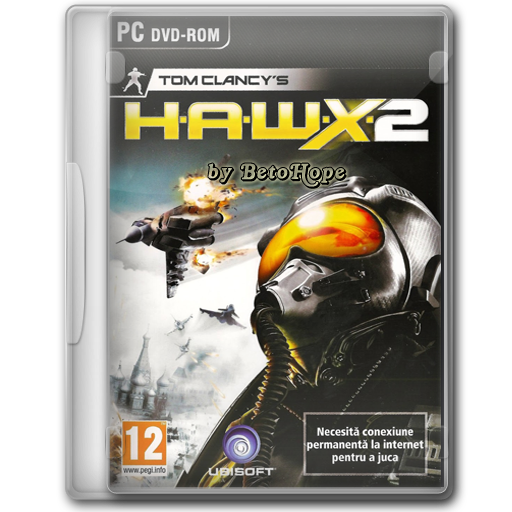 PC DVD-ROM
TOM CLANCY'S
H·A·W·X·2
by BetoHope
12
www.pegi.info
UBISOFT
Necesită conexiune
permanentă la internet
pentru a juca